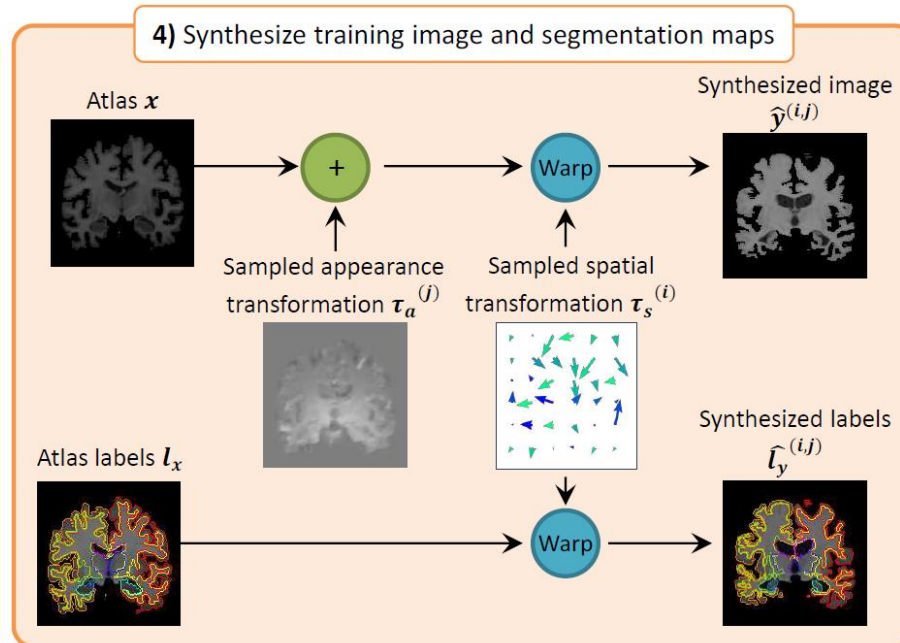 4) Synthesize training image and segmentation maps
Atlas x
Synthesized image
ŷ^(i,j)
+
Warp
Sampled appearance
transformation τ_a^(j)
Sampled spatial
transformation τ_s^(i)
Atlas labels l_x
Synthesized labels
l̂_y^(i,j)
Warp